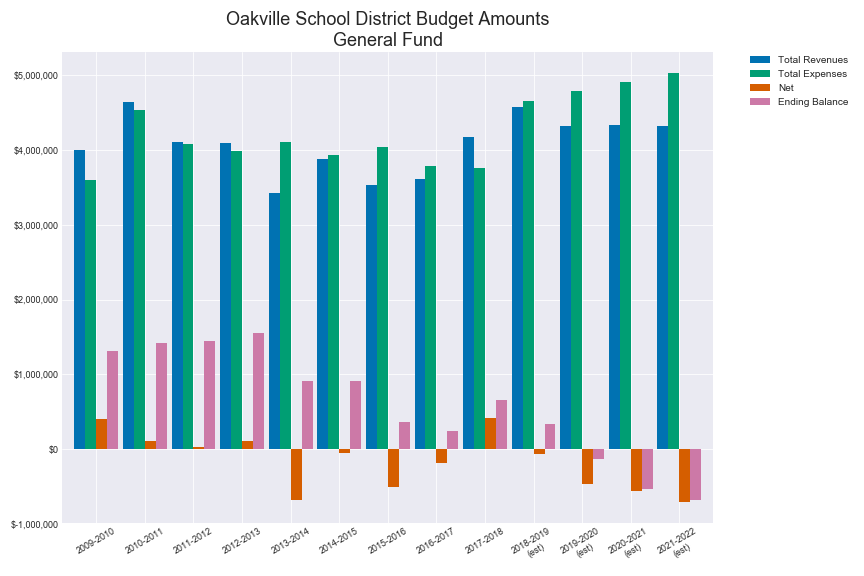 Oakville School District Budget Amounts
General Fund
Total Revenues
Total Expenses
Net
Ending Balance
$5,000,000
$4,000,000
$3,000,000
$2,000,000
$1,000,000
$0
$-1,000,000
2009-2010
2010-2011
2011-2012
2012-2013
2013-2014
2014-2015
2015-2016
2016-2017
2017-2018
2018-2019
(est)
2019-2020
(est)
2020-2021
(est)
2021-2022
(est)